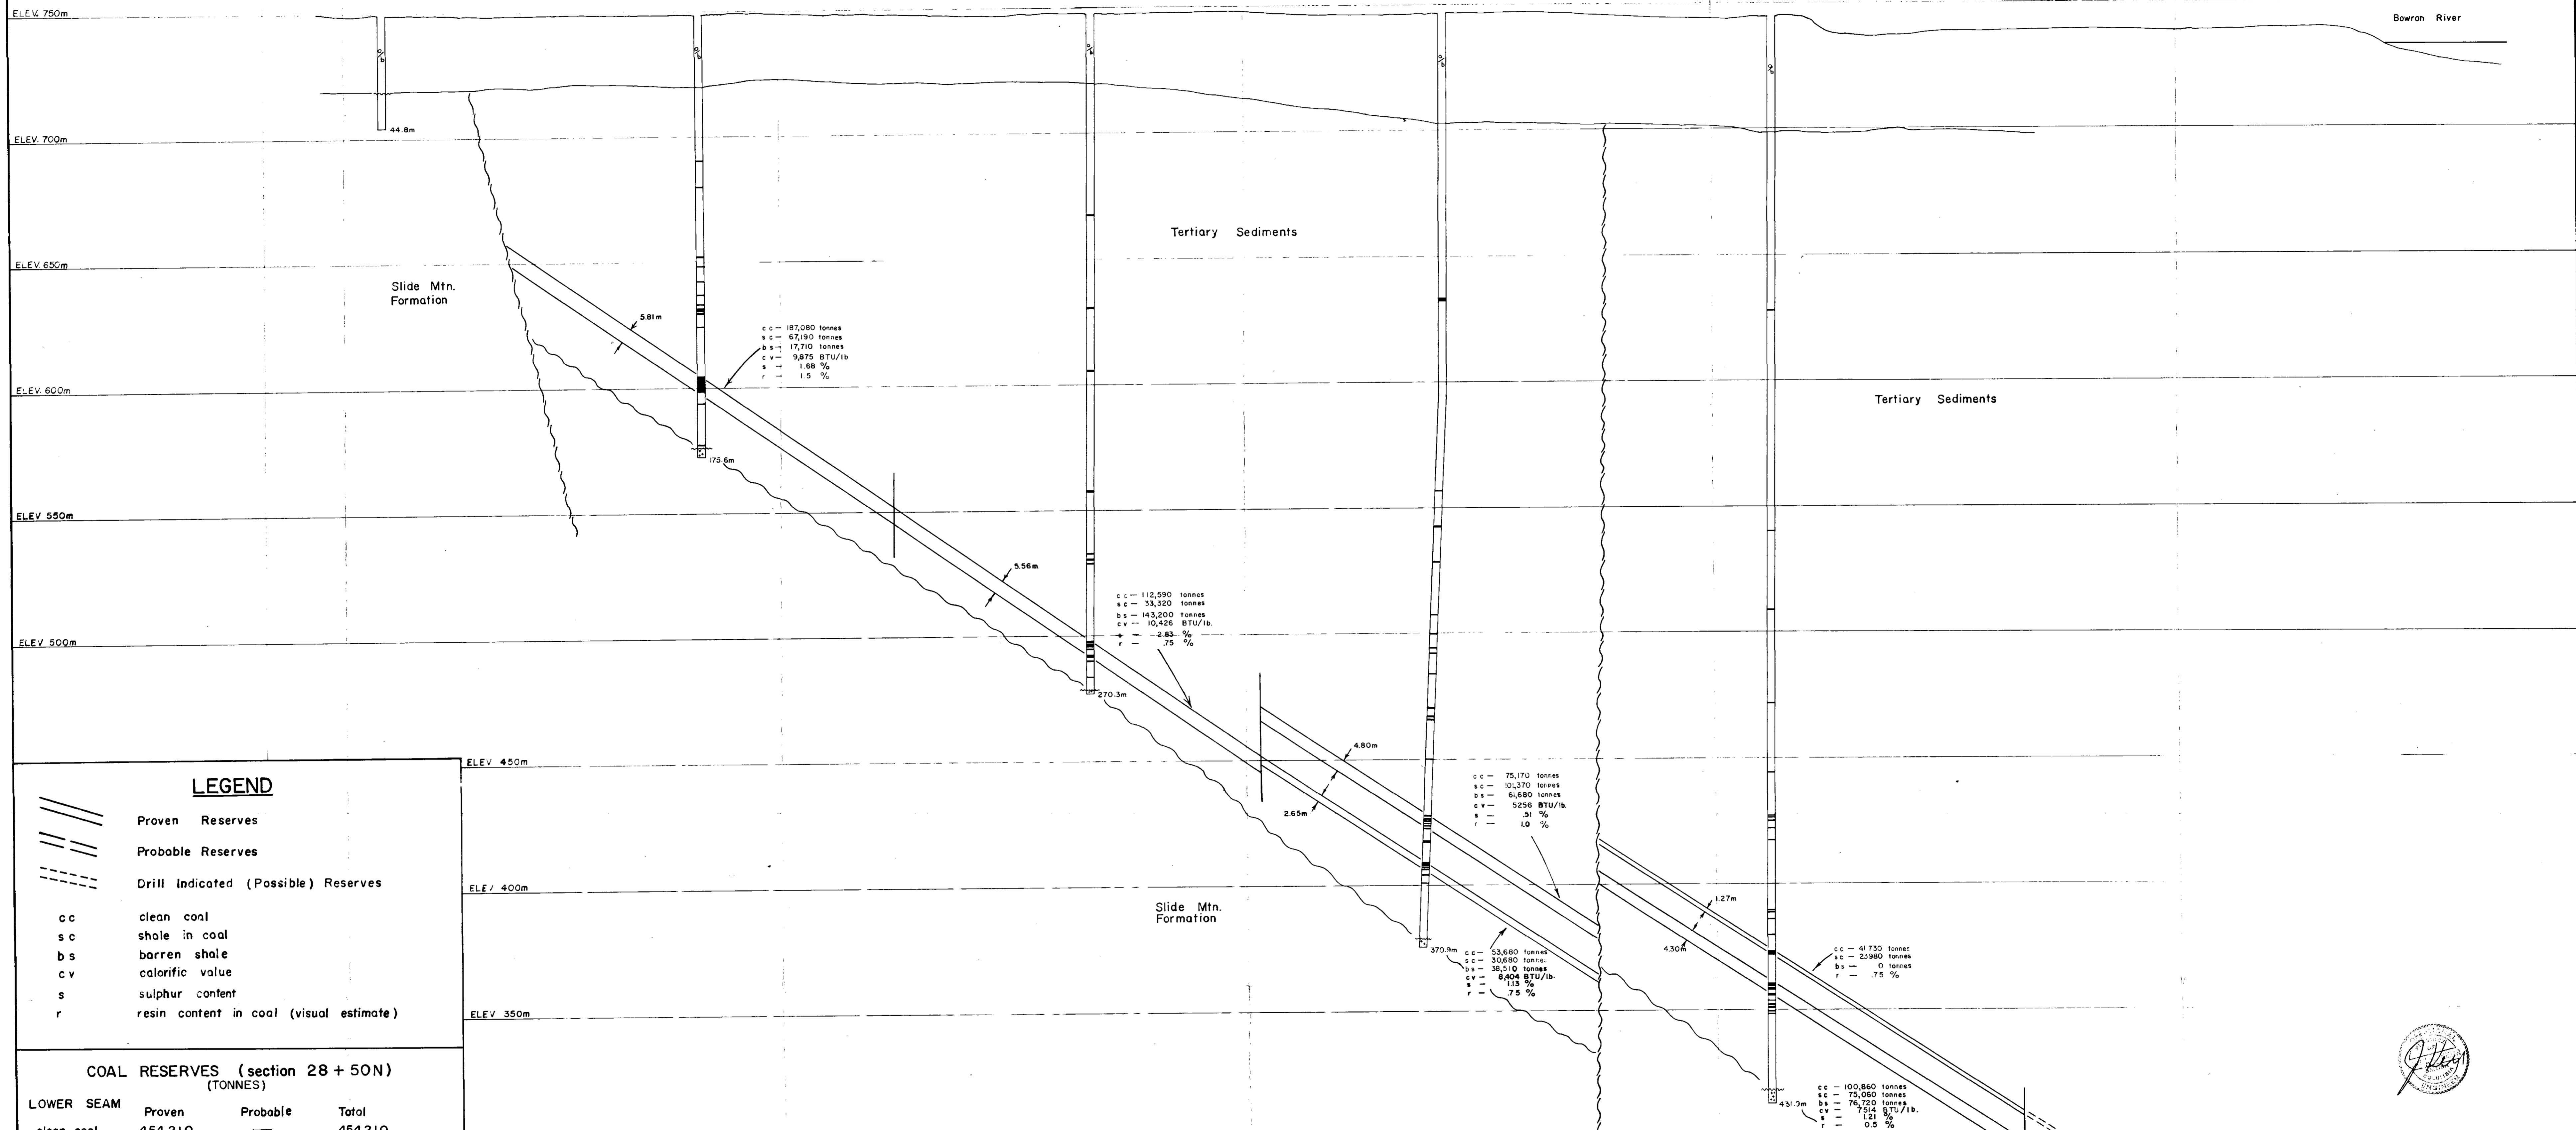 ELEV. 750m
Bowron River
o/b
o/b
o/b
o/b
o/b
44.8m
ELEV. 700m
Tertiary Sediments
ELEV. 650m
Slide Mtn.
Formation
5.81m
cc — 187,080 tonnes
sc — 67,190 tonnes
bs — 17,710 tonnes
cv — 9,875 BTU/lb
s — 1.68 %
r — 1.5 %
ELEV. 600m
Tertiary Sediments
175.6m
ELEV 550m
5.56m
cc — 112,590 tonnes
sc — 33,320 tonnes
bs — 143,200 tonnes
cv — 10,426 BTU/lb.
s — 2.83 %
r — .75 %
ELEV 500m
270.3m
ELEV 450m
4.80m
2.65m
cc — 75,170 tonnes
sc — 101,370 tonnes
bs — 61,680 tonnes
cv — 5256 BTU/lb.
s — .51 %
r — 1.0 %
ELEV 400m
Slide Mtn.
Formation
1.27m
4.30m
370.9m
cc — 53,680 tonnes
sc — 30,680 tonnes
bs — 38,510 tonnes
cv — 8,404 BTU/lb.
s — 1.13 %
r — .75 %
cc — 41730 tonnes
sc — 23980 tonnes
bs — 0 tonnes
r — .75 %
ELEV 350m
cc — 100,860 tonnes
sc — 75,060 tonnes
bs — 76,720 tonnes
cv — 7514 BTU/lb.
s — 1.21 %
r — 0.5 %
LEGEND
Proven Reserves
Probable Reserves
Drill Indicated (Possible) Reserves
cc clean coal
sc shale in coal
bs barren shale
cv calorific value
s sulphur content
r resin content in coal (visual estimate)
COAL RESERVES (section 28 + 50N)
(TONNES)
LOWER SEAM
Proven Probable Total
clean coal 454,210 — 454,210